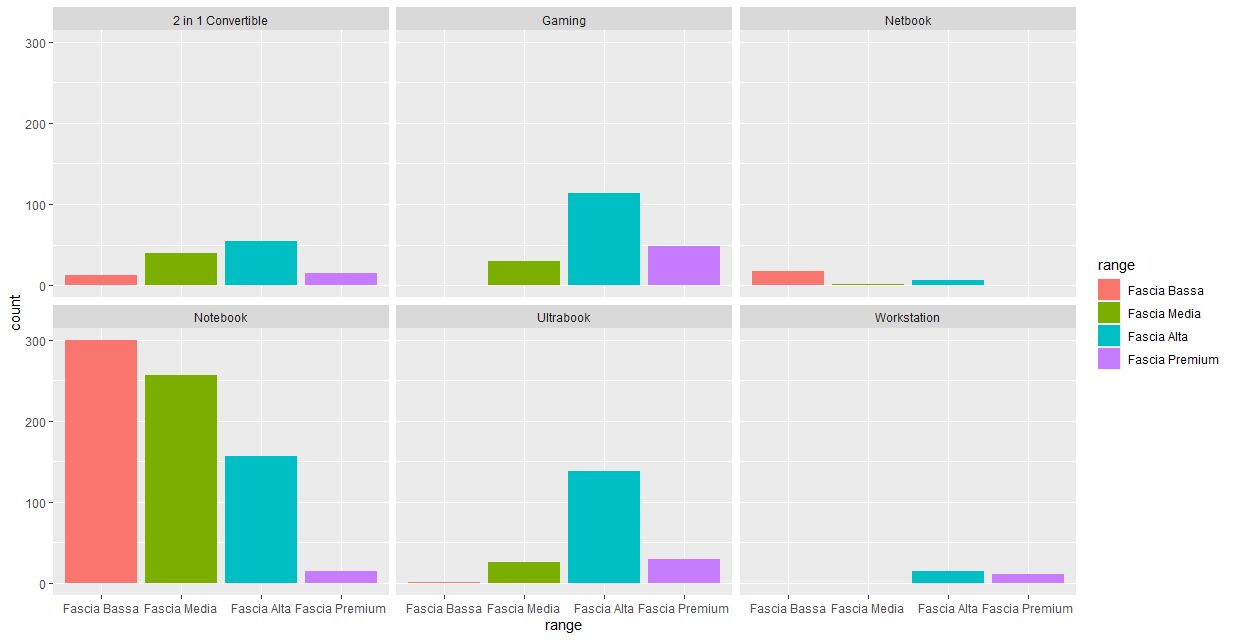 2 in 1 Convertible
Gaming
Netbook
300
200
100
0
Notebook
Ultrabook
Workstation
300
200
100
0
Fascia Bassa Fascia Media Fascia Alta Fascia Premium
Fascia Bassa Fascia Media Fascia Alta Fascia Premium
Fascia Bassa Fascia Media Fascia Alta Fascia Premium
range
count
range
Fascia Bassa
Fascia Media
Fascia Alta
Fascia Premium